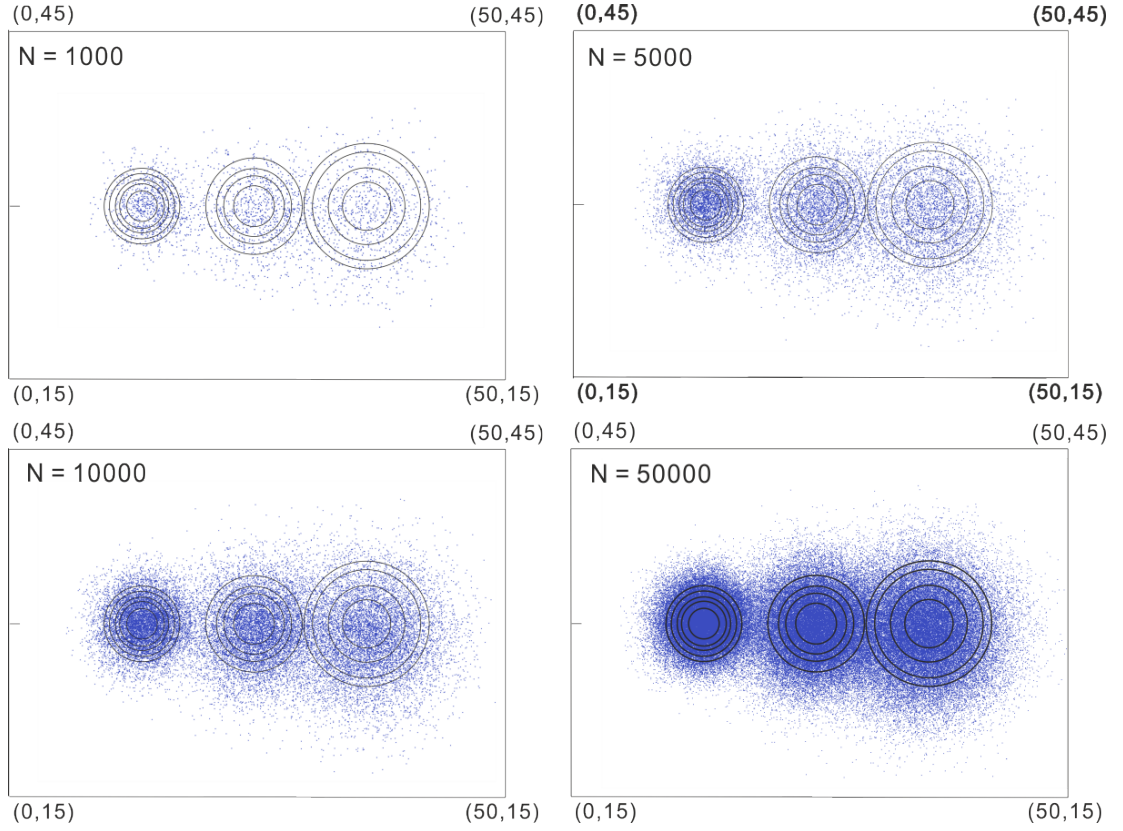 (0,45) (50,45)
N = 1000
(0,15) (50,15)
(0,45) (50,45)
N = 5000
(0,15) (50,15)
(0,45) (50,45)
N = 10000
(0,15) (50,15)
(0,45) (50,45)
N = 50000
(0,15) (50,15)